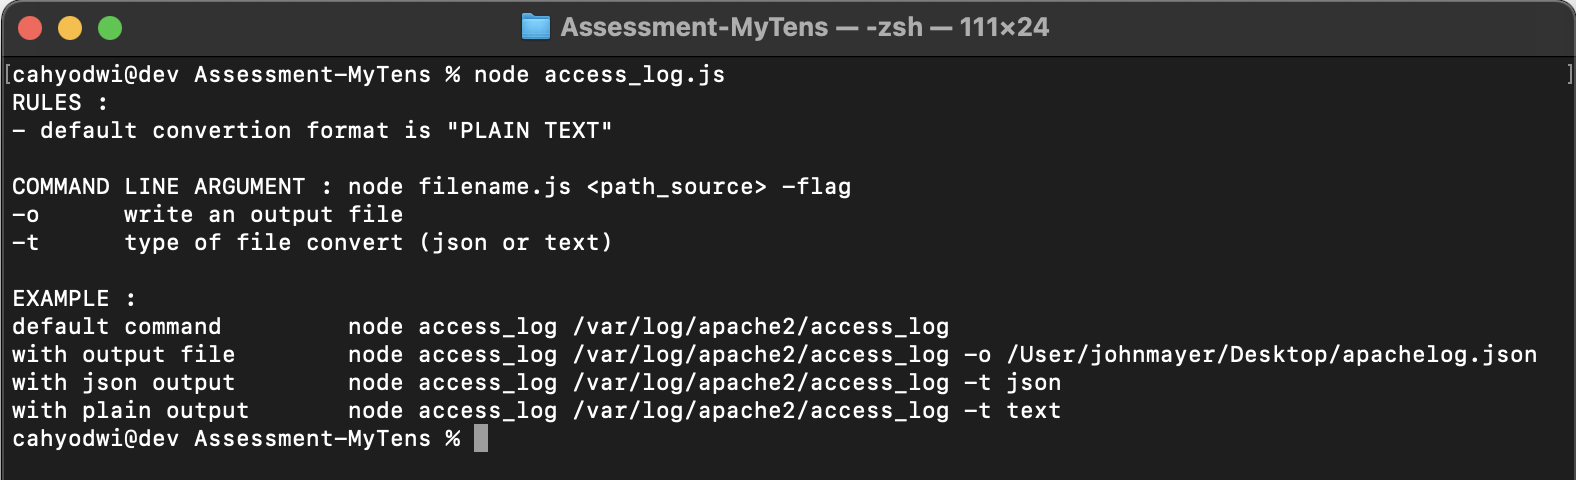 Assessment-MyTens — -zsh — 111×24
[cahyodwi@dev Assessment-MyTens % node access_log.js ]
RULES :
- default convertion format is "PLAIN TEXT"
COMMAND LINE ARGUMENT : node filename.js <path_source> -flag
-o      write an output file
-t      type of file convert (json or text)
EXAMPLE :
default command         node access_log /var/log/apache2/access_log
with output file        node access_log /var/log/apache2/access_log -o /User/johnmayer/Desktop/apachelog.json
with json output        node access_log /var/log/apache2/access_log -t json
with plain output       node access_log /var/log/apache2/access_log -t text
cahyodwi@dev Assessment-MyTens %